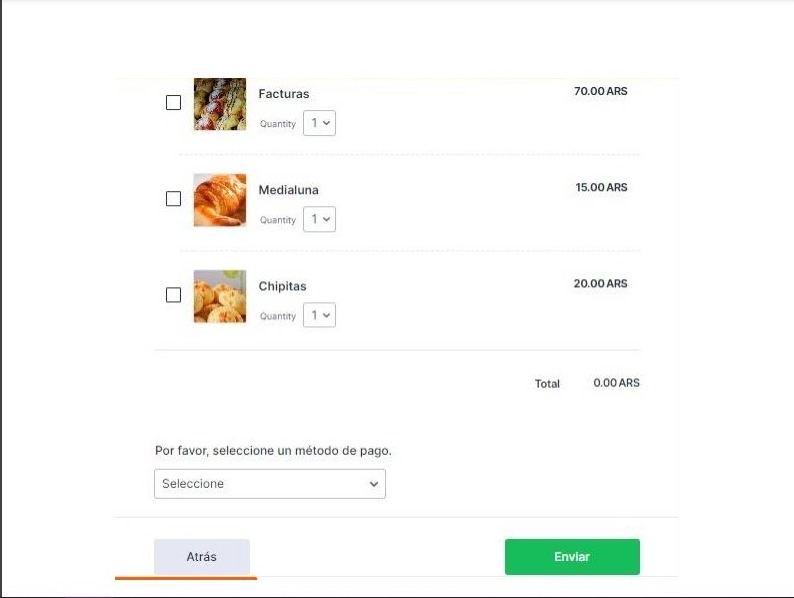 Facturas 70.00 ARS
Quantity 1
Medialuna 15.00 ARS
Quantity 1
Chipitas 20.00 ARS
Quantity 1
Total 0.00 ARS
Por favor, seleccione un método de pago.
Seleccione
Atrás Enviar